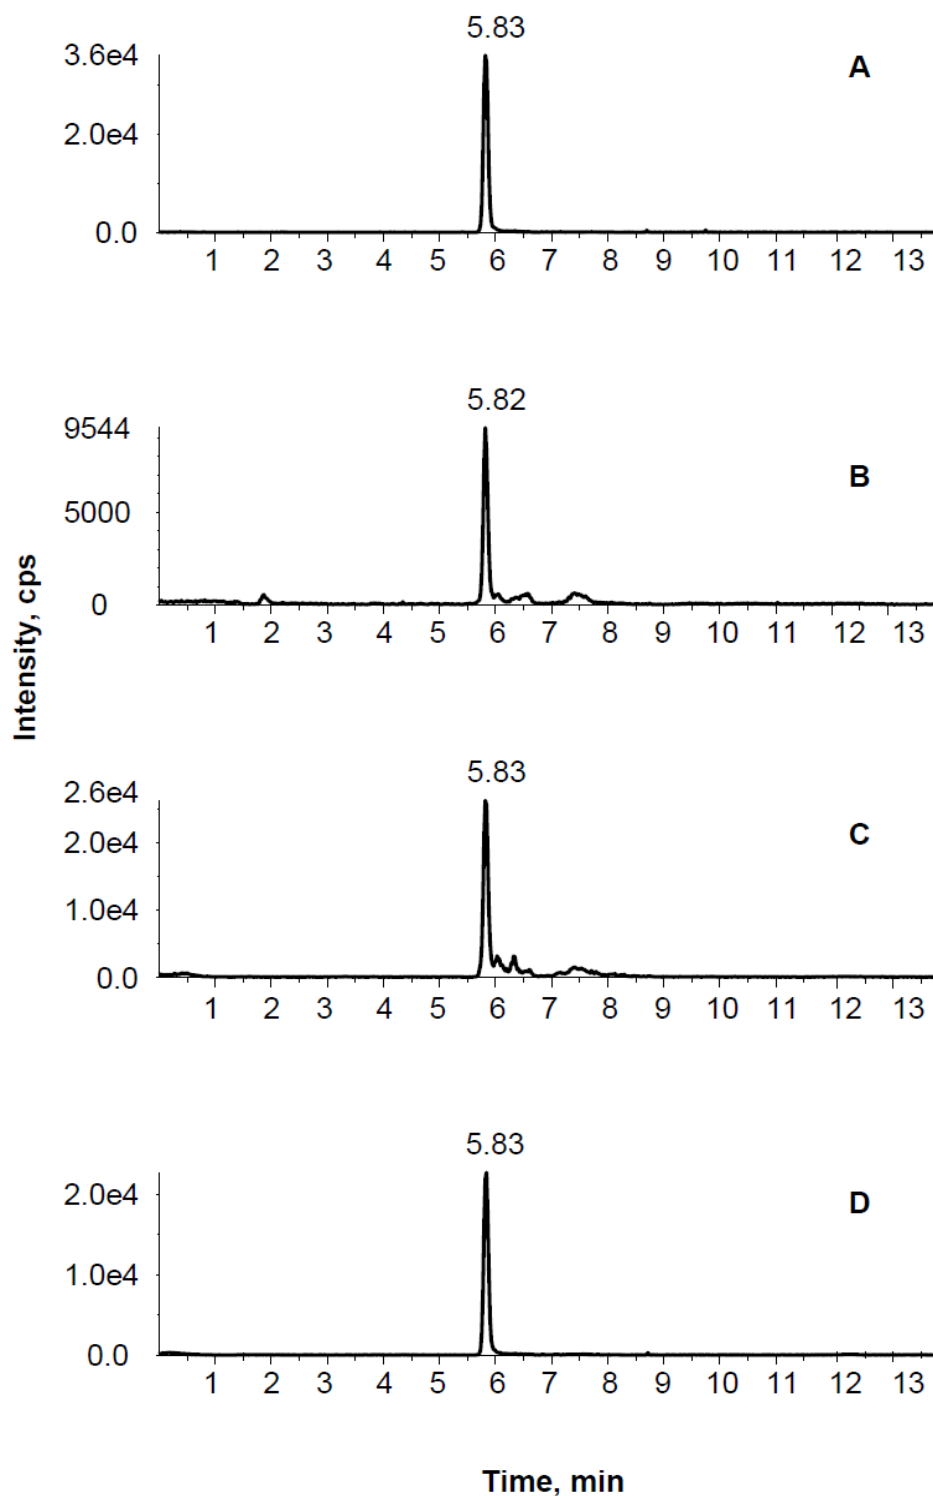 5.83
3.6e4
A
2.0e4
0.0
1 2 3 4 5 6 7 8 9 10 11 12 13
5.82
9544
B
5000
0
1 2 3 4 5 6 7 8 9 10 11 12 13
Intensity, cps
5.83
2.6e4
C
2.0e4
1.0e4
0.0
1 2 3 4 5 6 7 8 9 10 11 12 13
5.83
2.0e4
D
1.0e4
0.0
1 2 3 4 5 6 7 8 9 10 11 12 13
Time, min